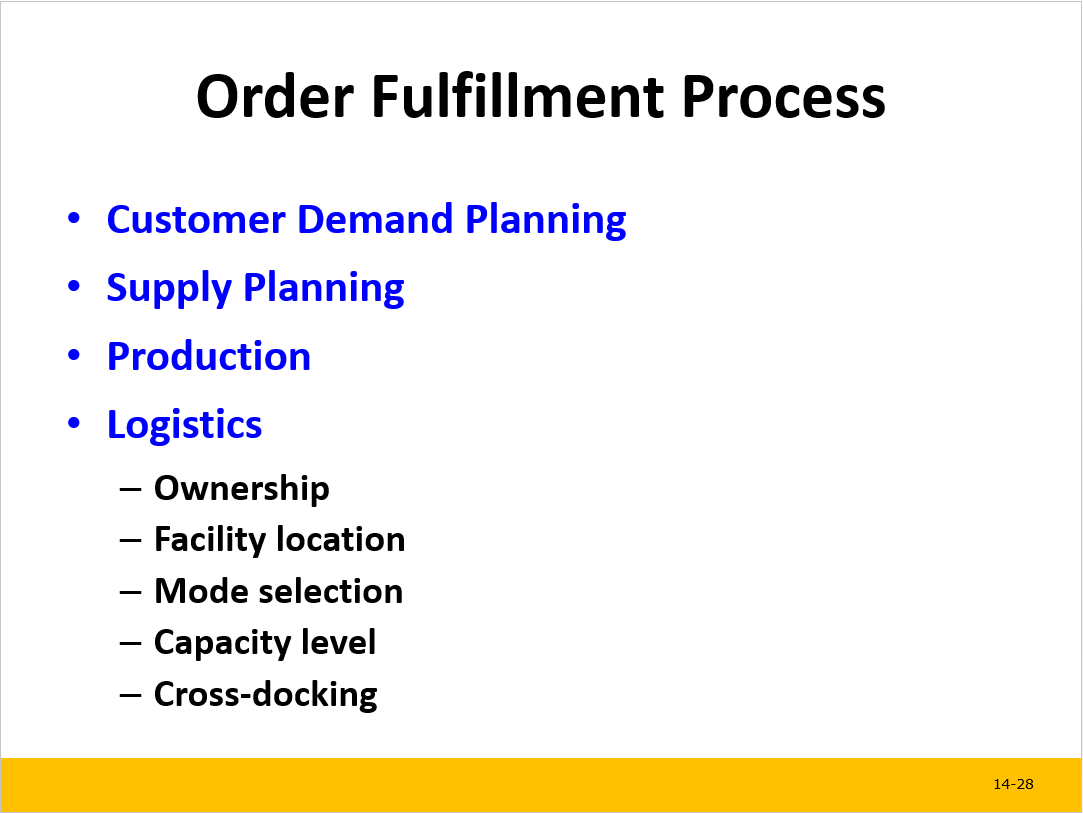 Order Fulfillment Process
• Customer Demand Planning
• Supply Planning
• Production
• Logistics
– Ownership
– Facility location
– Mode selection
– Capacity level
– Cross-docking
14-28